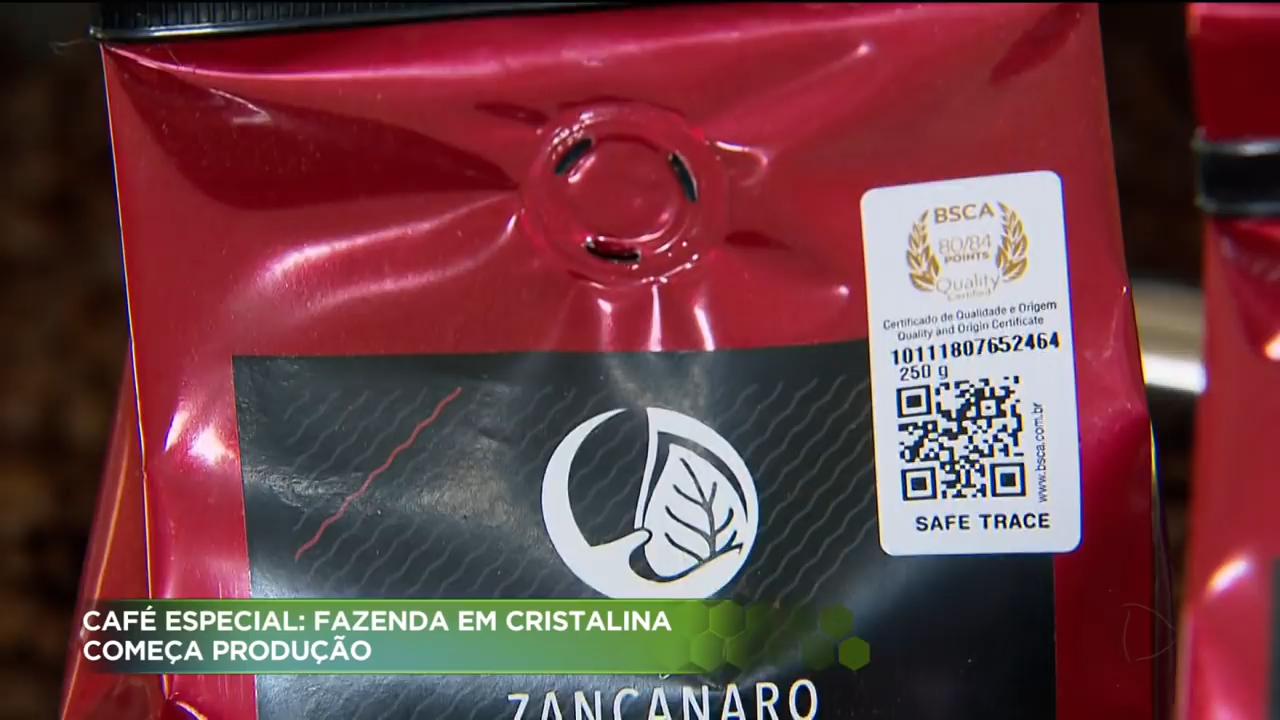 BSCA
80/84
POINTS
Quality
Certified
Certificado de Qualidade e Origem
Quality and Origin Certificate
10111807652464
250 g
www.bsca.com.br
SAFE TRACE
CAFÉ ESPECIAL: FAZENDA EM CRISTALINA
COMEÇA PRODUÇÃO
ZANCANARO